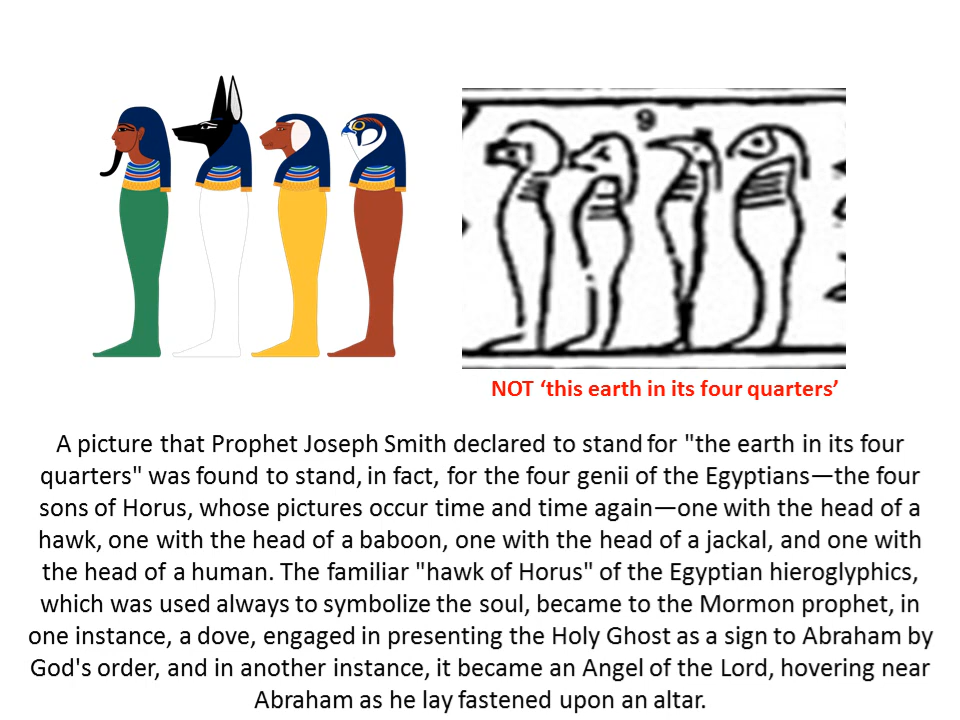 9
NOT ‘this earth in its four quarters’
A picture that Prophet Joseph Smith declared to stand for "the earth in its four
quarters" was found to stand, in fact, for the four genii of the Egyptians—the four
sons of Horus, whose pictures occur time and time again—one with the head of a
hawk, one with the head of a baboon, one with the head of a jackal, and one with
the head of a human. The familiar "hawk of Horus" of the Egyptian hieroglyphics,
which was used always to symbolize the soul, became to the Mormon prophet, in
one instance, a dove, engaged in presenting the Holy Ghost as a sign to Abraham by
God's order, and in another instance, it became an Angel of the Lord, hovering near
Abraham as he lay fastened upon an altar.